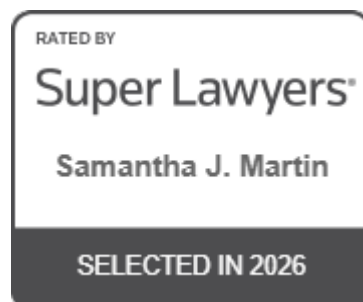 RATED BY
Super Lawyers®
Samantha J. Martin
SELECTED IN 2026